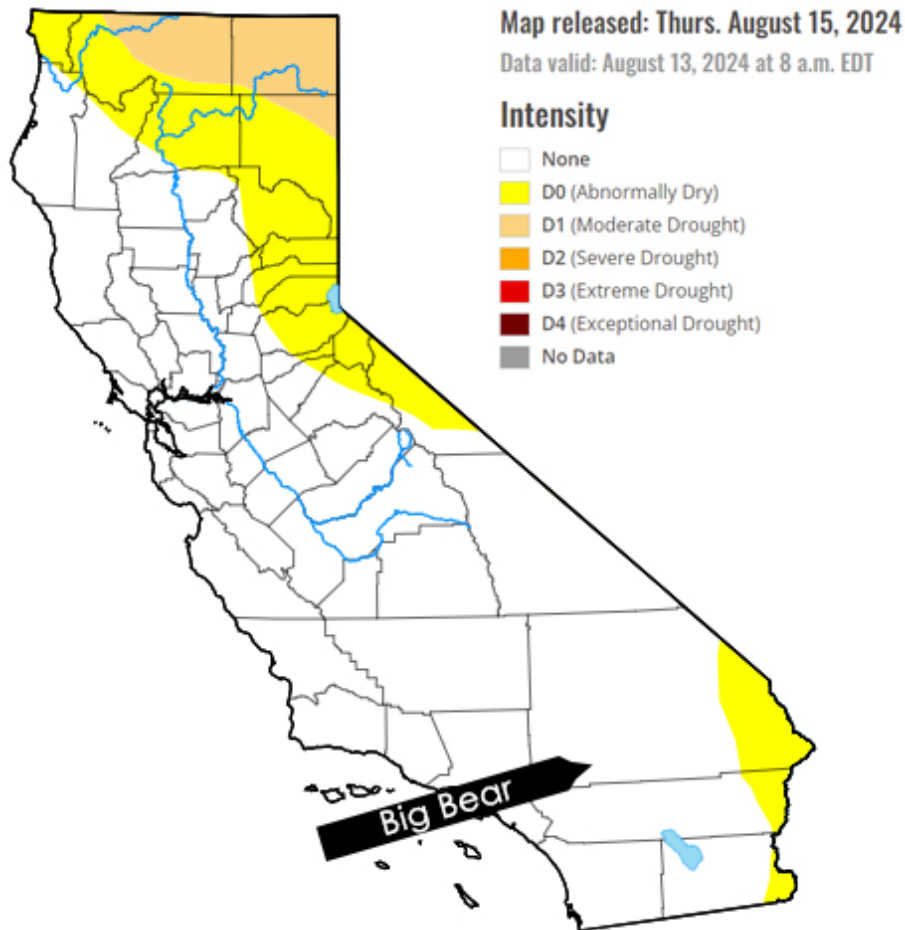 Map released: Thurs. August 15, 2024
Data valid: August 13, 2024 at 8 a.m. EDT
Intensity
None
D0 (Abnormally Dry)
D1 (Moderate Drought)
D2 (Severe Drought)
D3 (Extreme Drought)
D4 (Exceptional Drought)
No Data
Big Bear